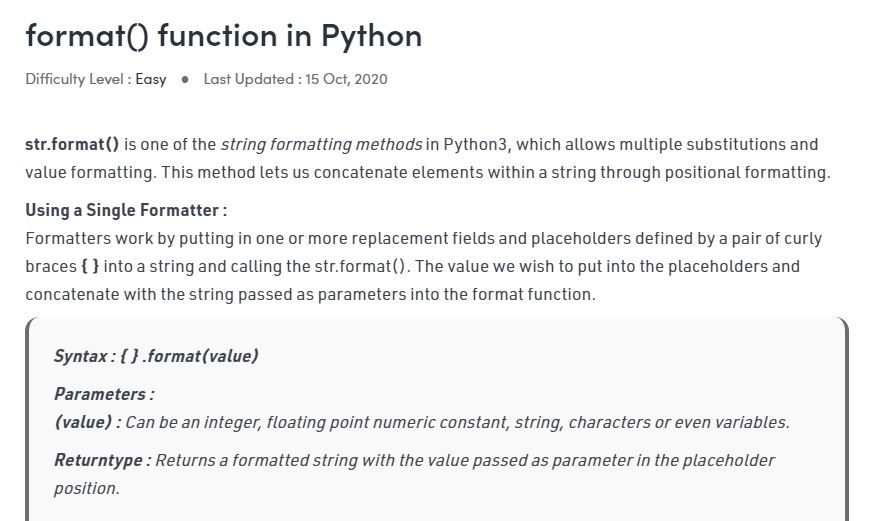 format() function in Python
Difficulty Level : Easy ● Last Updated : 15 Oct, 2020
str.format() is one of the string formatting methods in Python3, which allows multiple substitutions and
value formatting. This method lets us concatenate elements within a string through positional formatting.
Using a Single Formatter :
Formatters work by putting in one or more replacement fields and placeholders defined by a pair of curly
braces { } into a string and calling the str.format(). The value we wish to put into the placeholders and
concatenate with the string passed as parameters into the format function.
Syntax : { } .format(value)
Parameters :
(value) : Can be an integer, floating point numeric constant, string, characters or even variables.
Returntype : Returns a formatted string with the value passed as parameter in the placeholder
position.